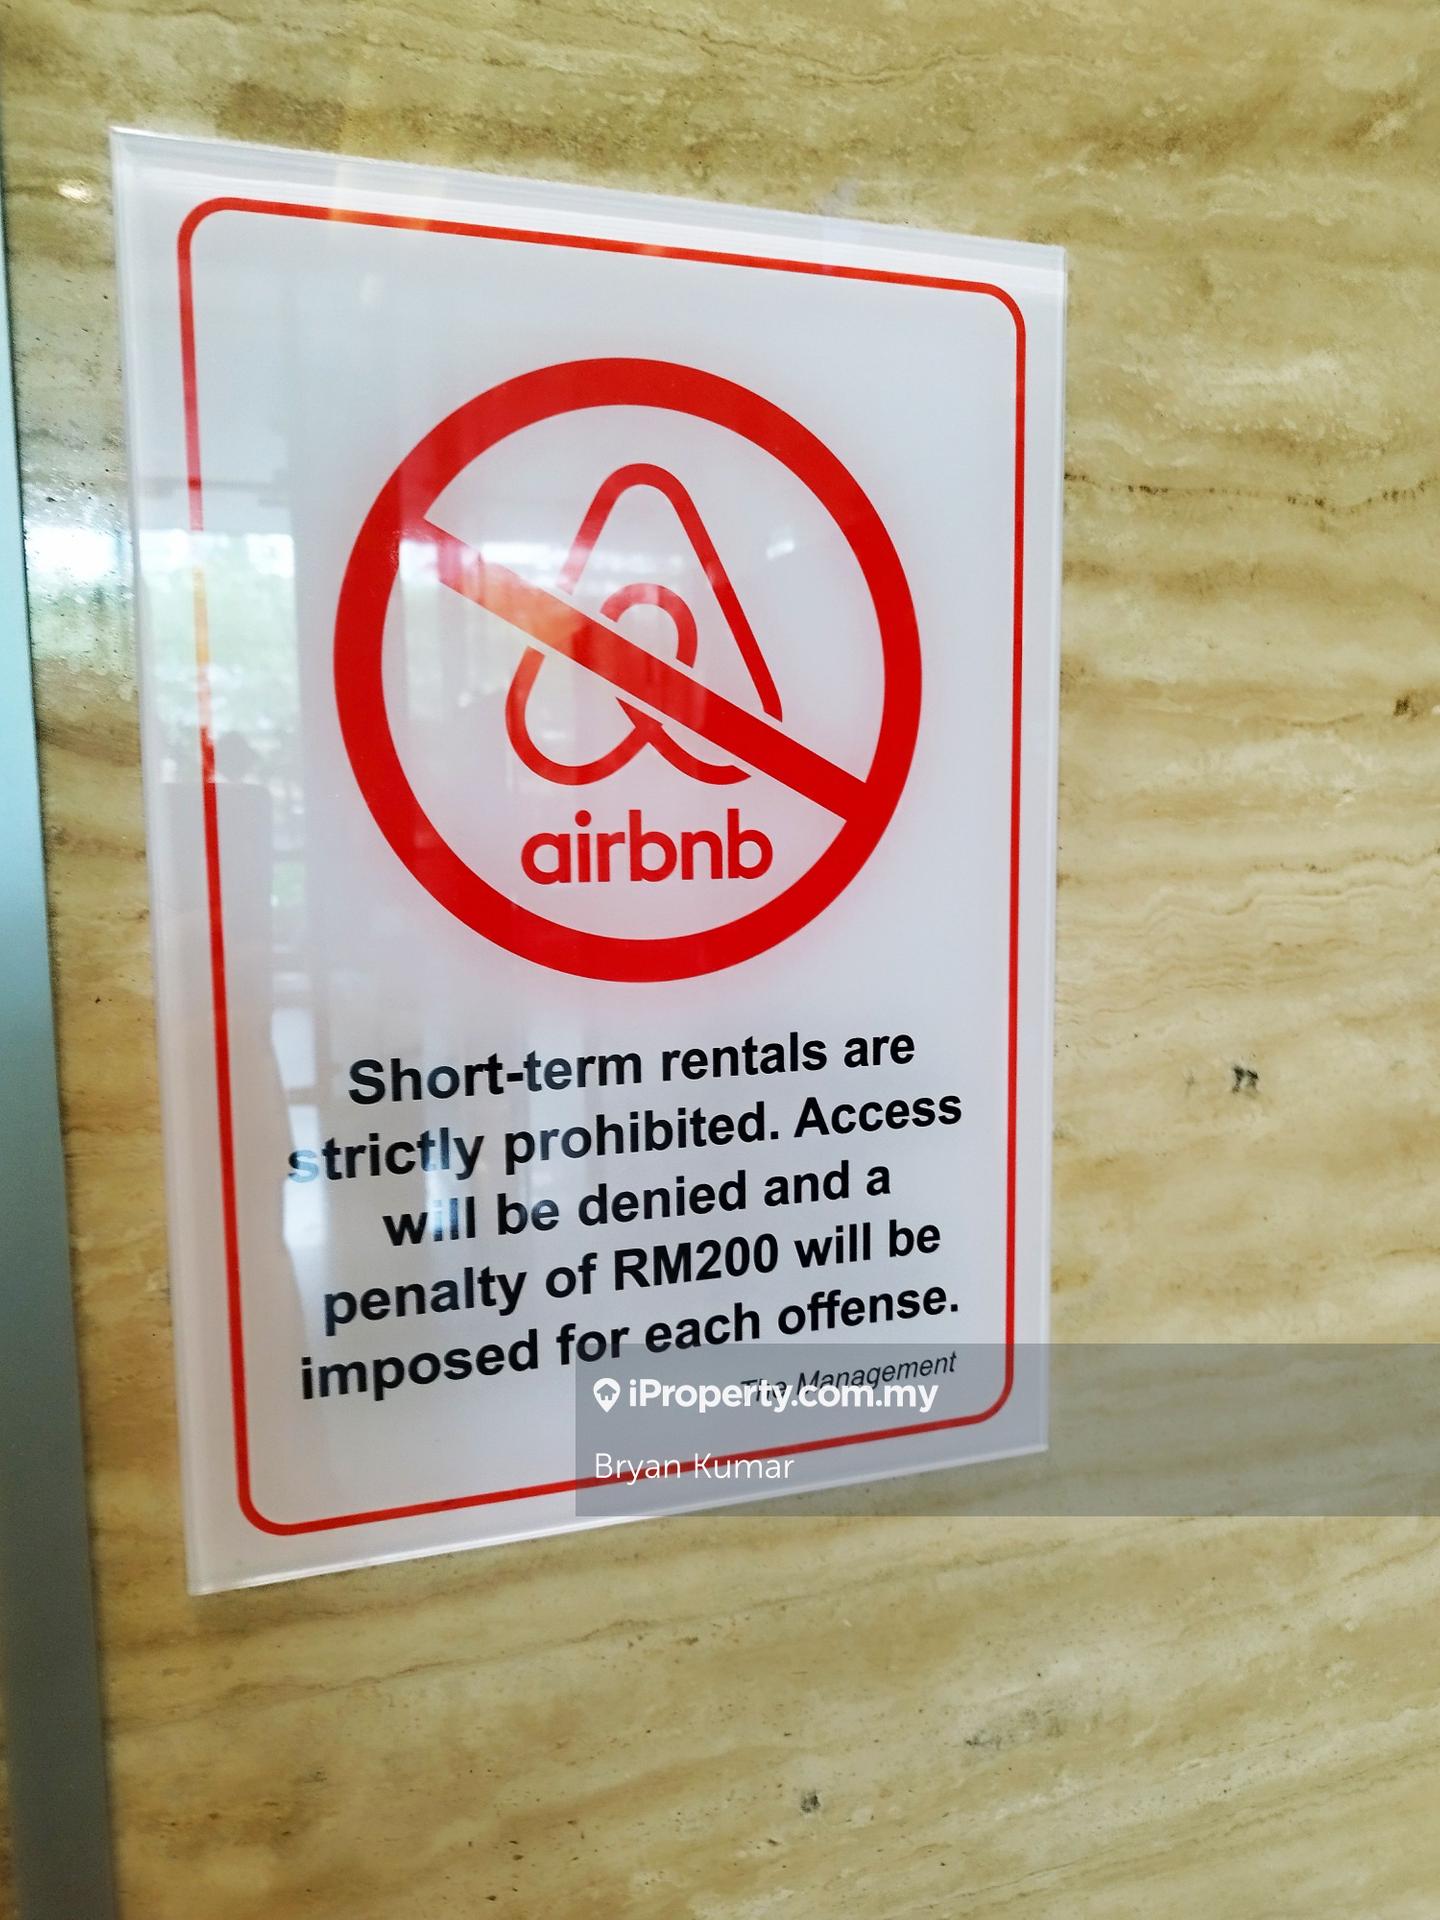 airbnb
Short-term rentals are
strictly prohibited. Access
will be denied and a
penalty of RM200 will be
imposed for each offense.
The Management
iProperty.com.my
Bryan Kumar